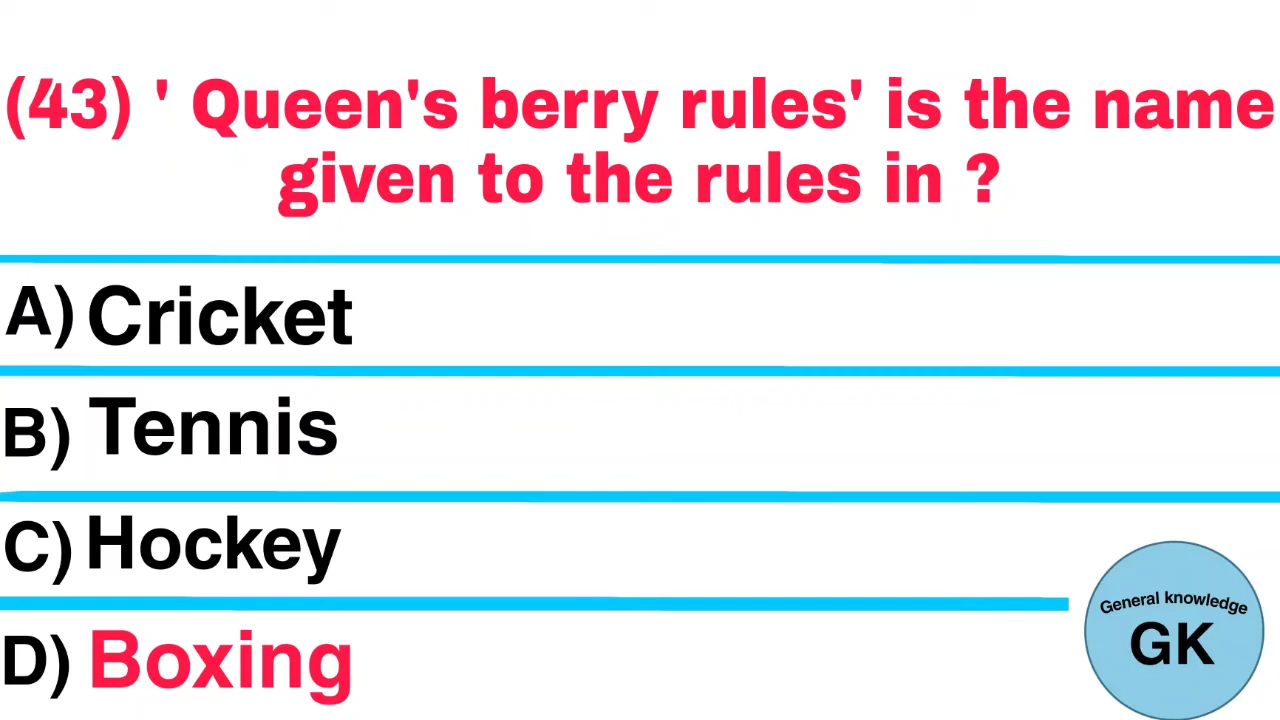 (43) ' Queen's berry rules' is the name
given to the rules in ?
A) Cricket
B) Tennis
C) Hockey
D) Boxing
General knowledge
GK